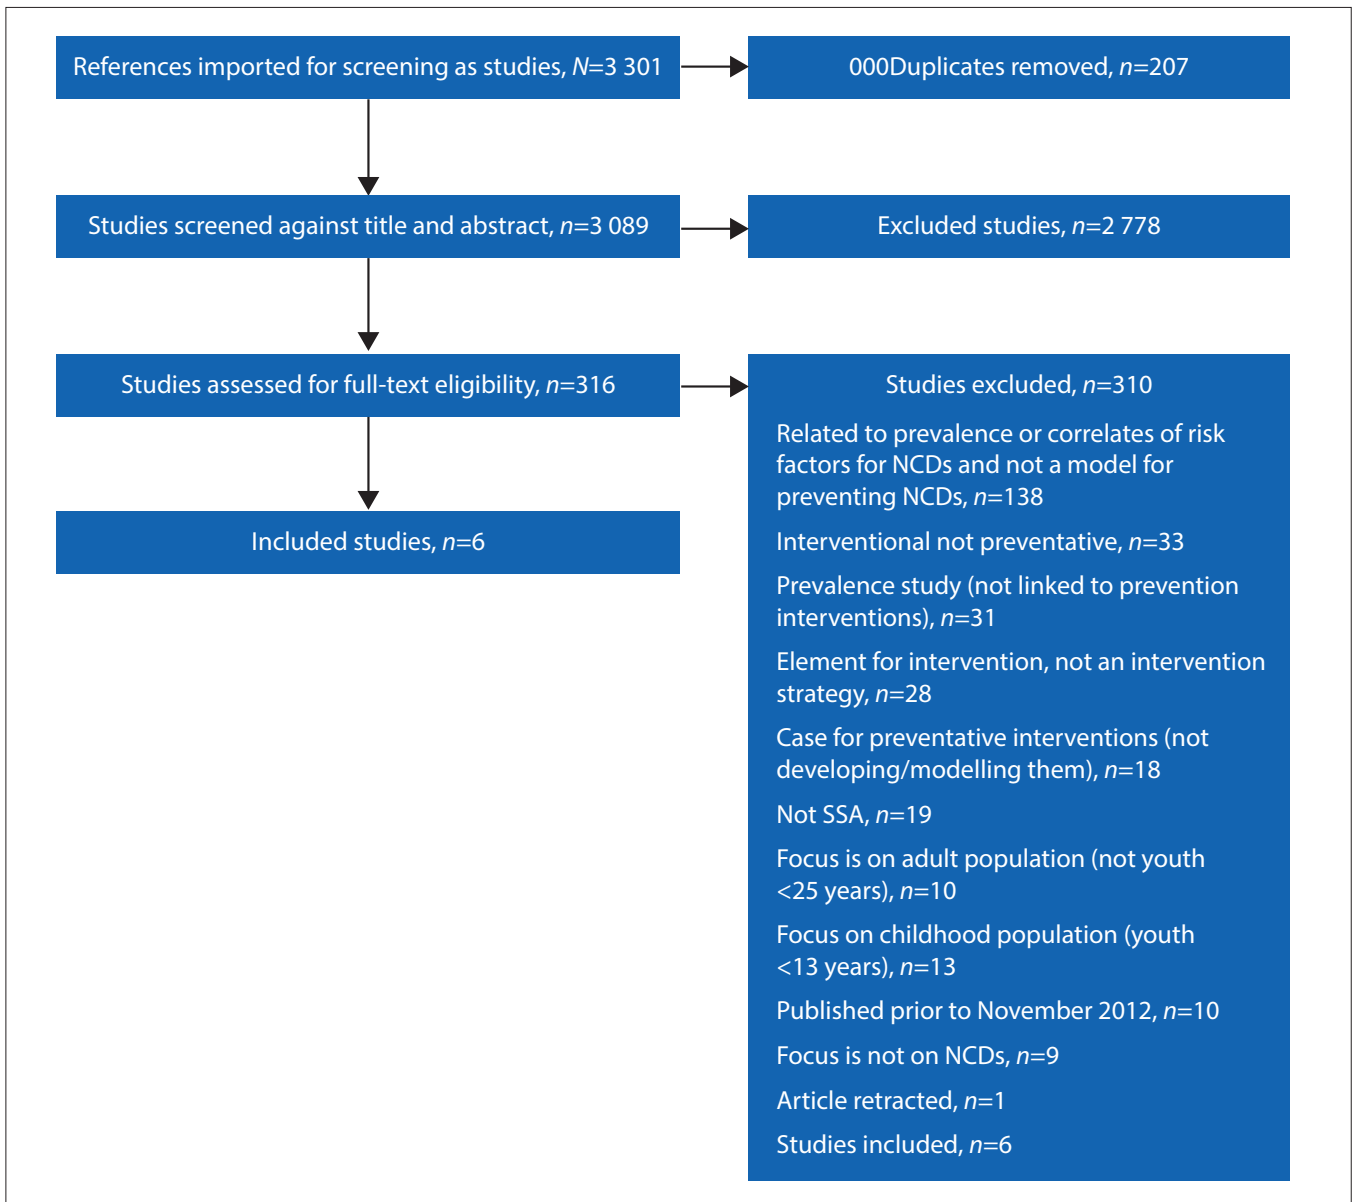 References imported for screening as studies, N=3 301
000Duplicates removed, n=207
Studies screened against title and abstract, n=3 089
Excluded studies, n=2 778
Studies assessed for full-text eligibility, n=316
Studies excluded, n=310
Related to prevalence or correlates of risk
factors for NCDs and not a model for
preventing NCDs, n=138
Interventional not preventative, n=33
Prevalence study (not linked to prevention
interventions), n=31
Element for intervention, not an intervention
strategy, n=28
Case for preventative interventions (not
developing/modelling them), n=18
Not SSA, n=19
Focus is on adult population (not youth
<25 years), n=10
Focus on childhood population (youth
<13 years), n=13
Published prior to November 2012, n=10
Focus is not on NCDs, n=9
Article retracted, n=1
Studies included, n=6
Included studies, n=6